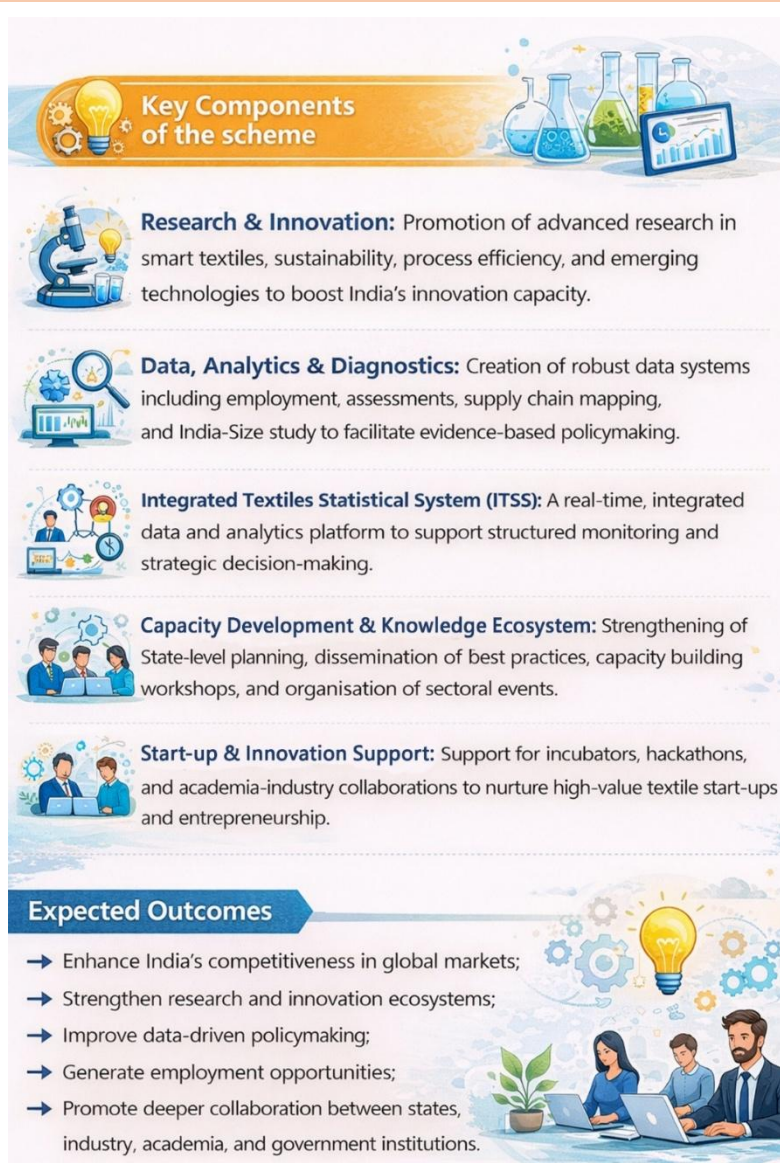 Key Components
of the scheme
Research & Innovation: Promotion of advanced research in
smart textiles, sustainability, process efficiency, and emerging
technologies to boost India's innovation capacity.
Data, Analytics & Diagnostics: Creation of robust data systems
including employment, assessments, supply chain mapping,
and India-Size study to facilitate evidence-based policymaking.
Integrated Textiles Statistical System (ITSS): A real-time, integrated
data and analytics platform to support structured monitoring and
strategic decision-making.
Capacity Development & Knowledge Ecosystem: Strengthening of
State-level planning, dissemination of best practices, capacity building
workshops, and organisation of sectoral events.
Start-up & Innovation Support: Support for incubators, hackathons,
and academia-industry collaborations to nurture high-value textile start-ups
and entrepreneurship.
Expected Outcomes
→ Enhance India's competitiveness in global markets;
→ Strengthen research and innovation ecosystems;
→ Improve data-driven policymaking;
→ Generate employment opportunities;
→ Promote deeper collaboration between states,
industry, academia, and government institutions.